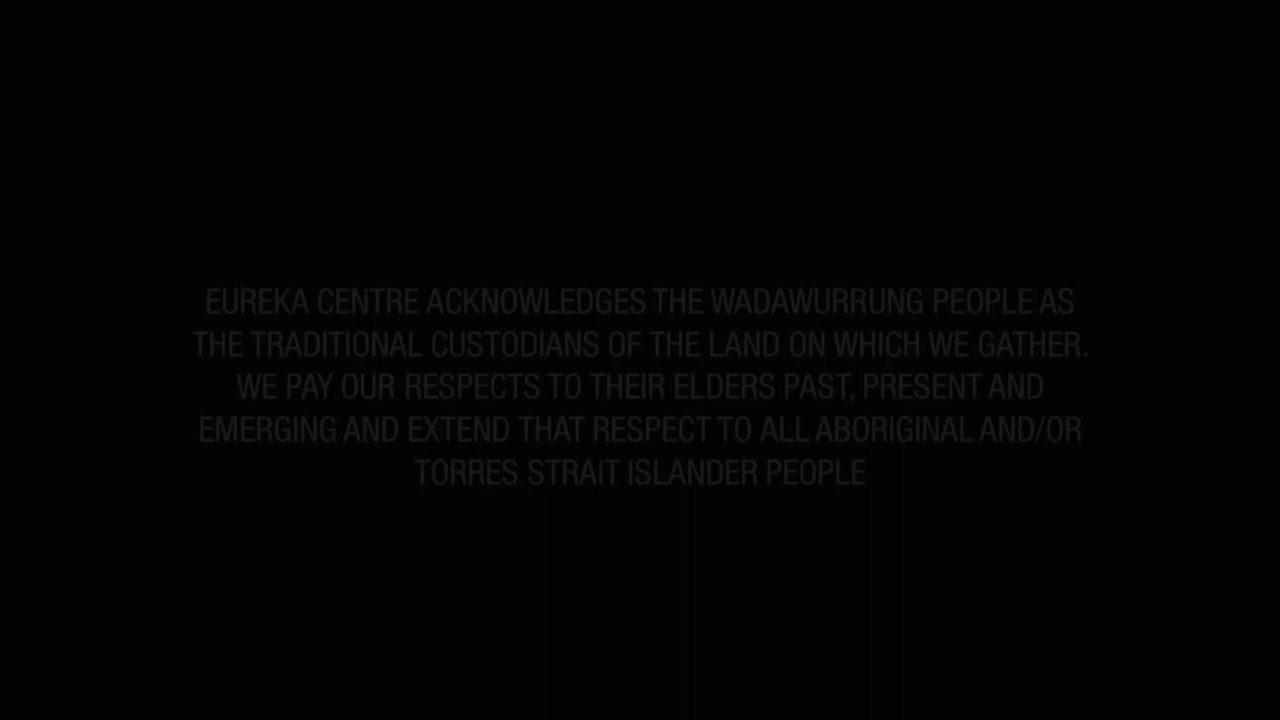 EUREKA CENTRE ACKNOWLEDGES THE WADAWURRUNG PEOPLE AS
THE TRADITIONAL CUSTODIANS OF THE LAND ON WHICH WE GATHER.
WE PAY OUR RESPECTS TO THEIR ELDERS PAST, PRESENT AND
EMERGING AND EXTEND THAT RESPECT TO ALL ABORIGINAL AND/OR
TORRES STRAIT ISLANDER PEOPLE